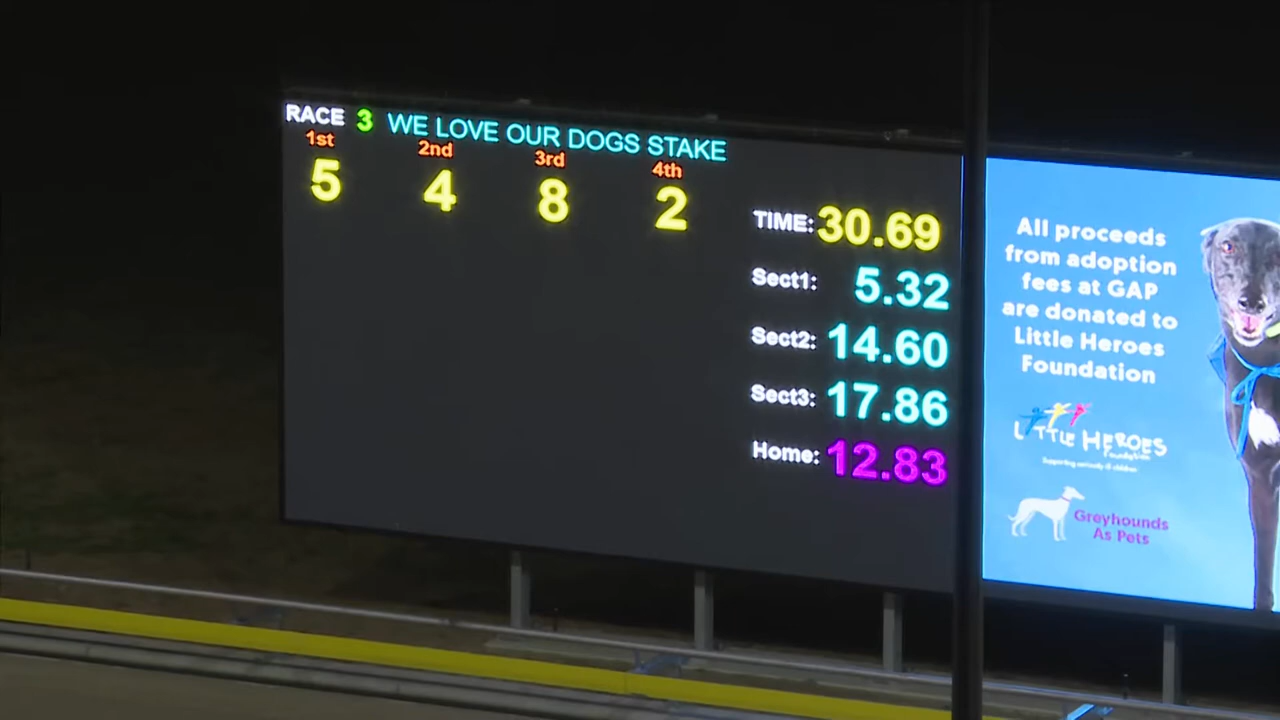 RACE 3 WE LOVE OUR DOGS STAKE
1st 2nd 3rd 4th
5 4 8 2
TIME: 30.69
Sect1: 5.32
Sect2: 14.60
Sect3: 17.86
Home: 12.83
All proceeds
from adoption
fees at GAP
are donated to
Little Heroes
Foundation
LITTLE HEROES
Foundation
Greyhounds
As Pets